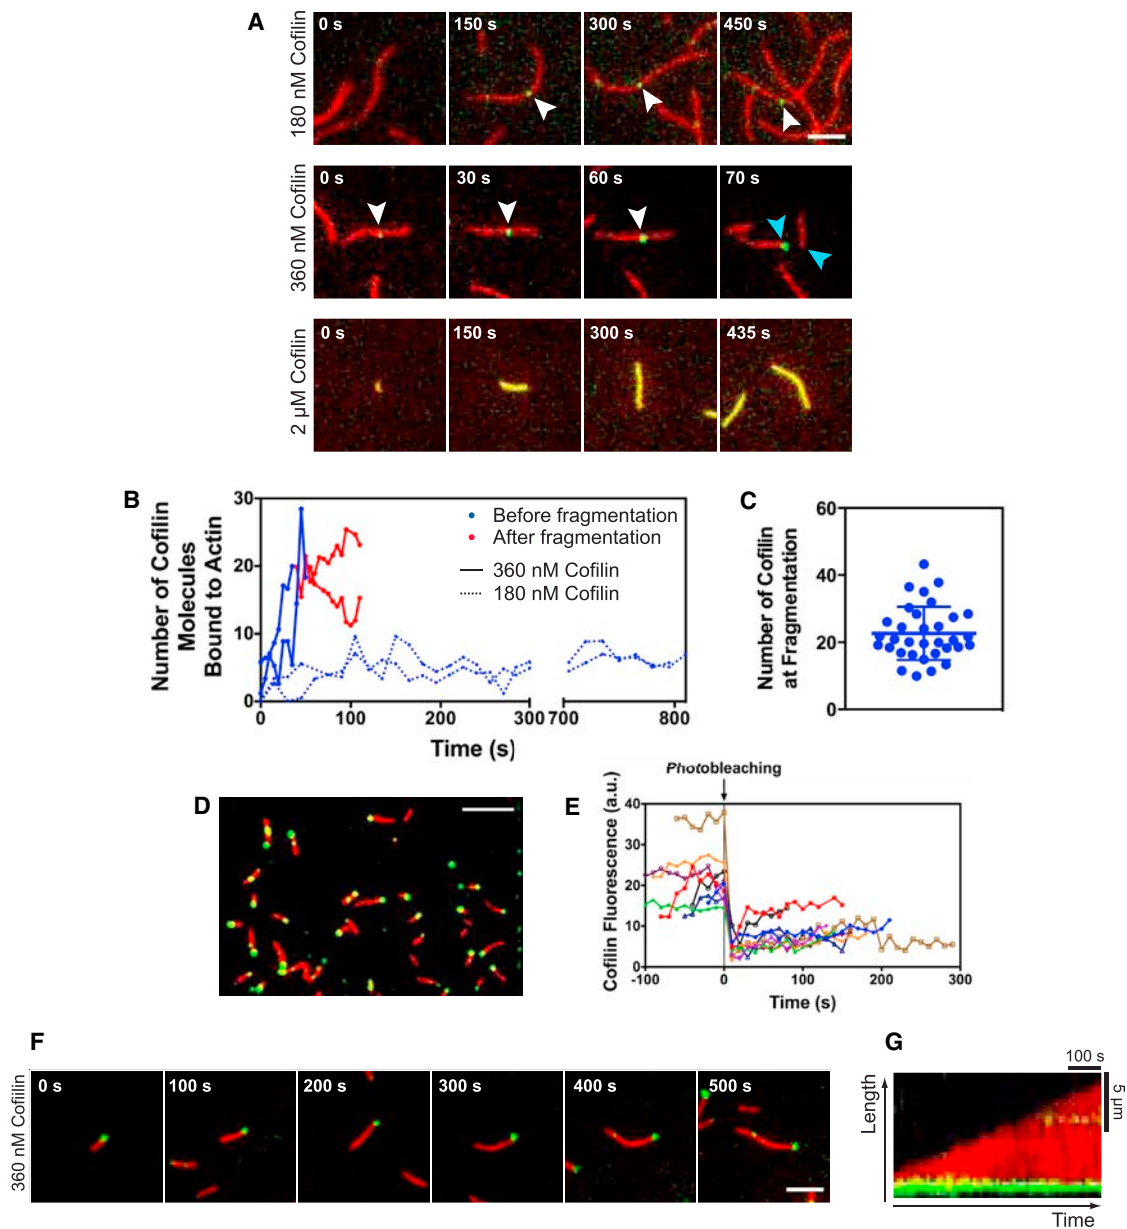 A
180 nM Cofilin
0 s
150 s
300 s
450 s
360 nM Cofilin
0 s
30 s
60 s
70 s
2 µM Cofilin
0 s
150 s
300 s
435 s
B
Number of Cofilin
Molecules
Bound to Actin
30
20
10
0
Before fragmentation
After fragmentation
360 nM Cofilin
180 nM Cofilin
0
100
200
300
700
800
Time (s)
C
Number of Cofilin
at Fragmentation
60
40
20
0
D
E
Photobleaching
Cofilin Fluorescence (a.u.)
40
30
20
10
0
-100
0
100
200
300
Time (s)
F
360 nM Cofilin
0 s
100 s
200 s
300 s
400 s
500 s
G
100 s
5 µm
Length
Time